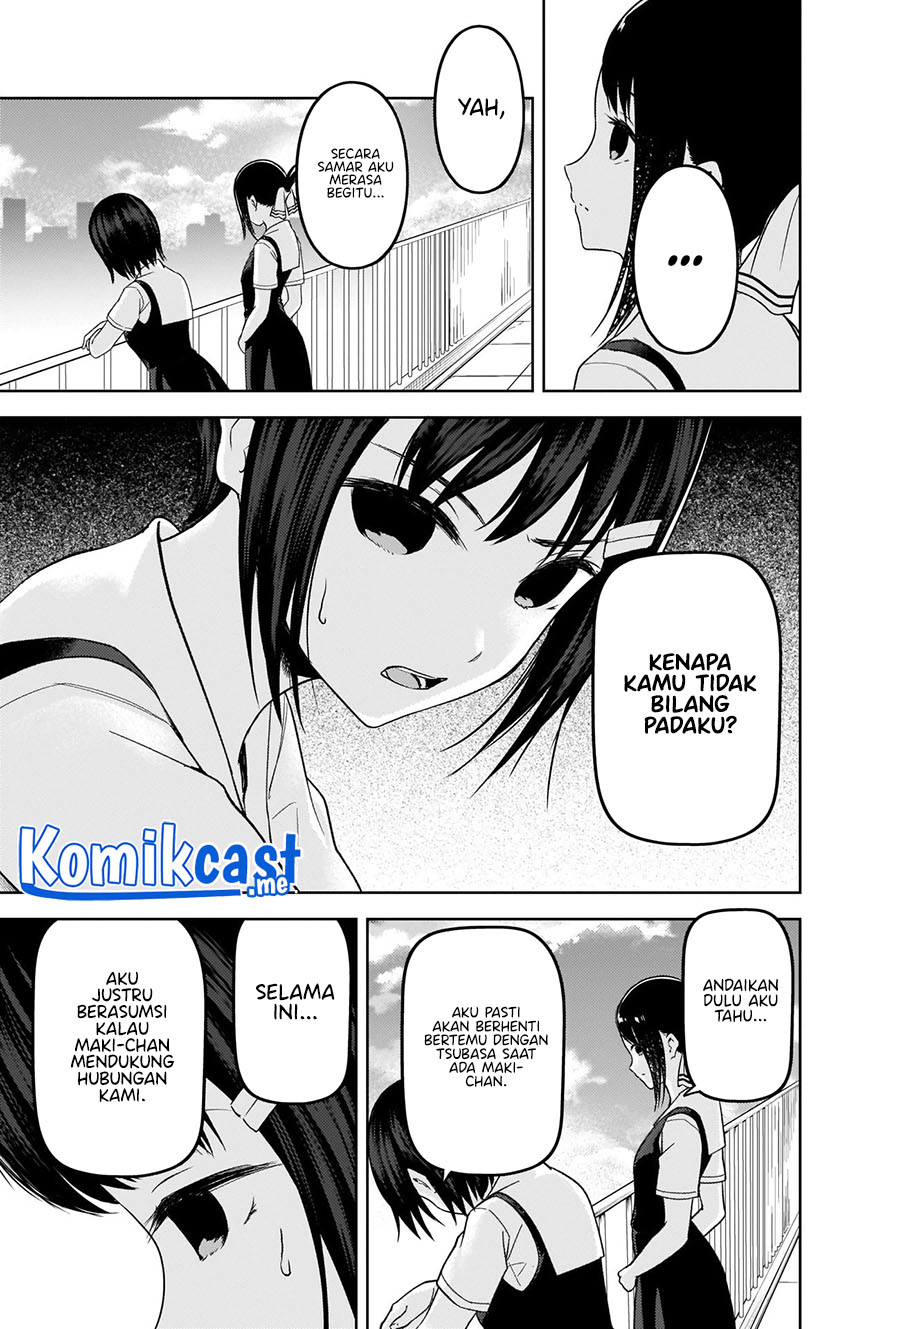 ...
YAH,
SECARA
SAMAR AKU
MERASA
BEGITU...
KENAPA
KAMU TIDAK
BILANG
PADAKU?
Komikcast
.me
ANDAIKAN
DULU AKU
TAHU...
AKU PASTI
AKAN BERHENTI
BERTEMU DENGAN
TSUBASA SAAT
ADA MAKI-
CHAN.
SELAMA
INI...
AKU
JUSTRU
BERASUMSI
KALAU
MAKI-CHAN
MENDUKUNG
HUBUNGAN
KAMI.